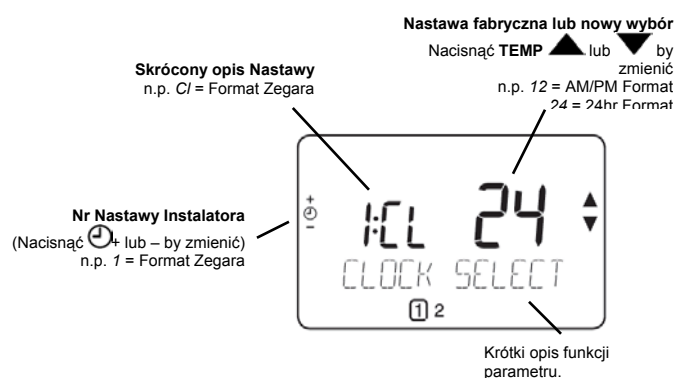 Nastawa fabryczna lub nowy wybór
Nacisnąć TEMP ▲ lub ▼ by
zmienić
n.p. 12 = AM/PM Format
24 = 24hr Format
Skrócony opis Nastawy
n.p. Cl = Format Zegara
Nr Nastawy Instalatora
(Nacisnąć + lub – by zmienić)
n.p. 1 = Format Zegara
+
–
1:CL 24
CLOCK SELECT
1 2
Krótki opis funkcji
parametru.